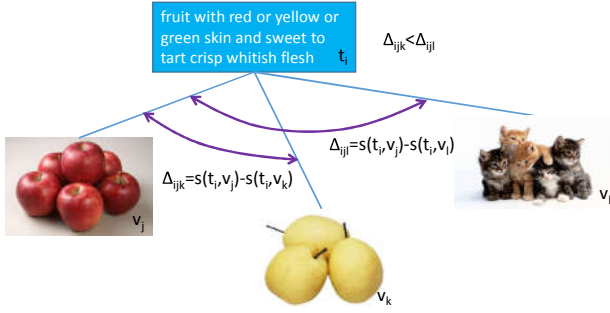 fruit with red or yellow or
green skin and sweet to
tart crisp whitish flesh
t_i
Δ_ijk<Δ_ijl
Δ_ijl=s(t_i,v_j)-s(t_i,v_l)
Δ_ijk=s(t_i,v_j)-s(t_i,v_k)
v_j
v_l
v_k